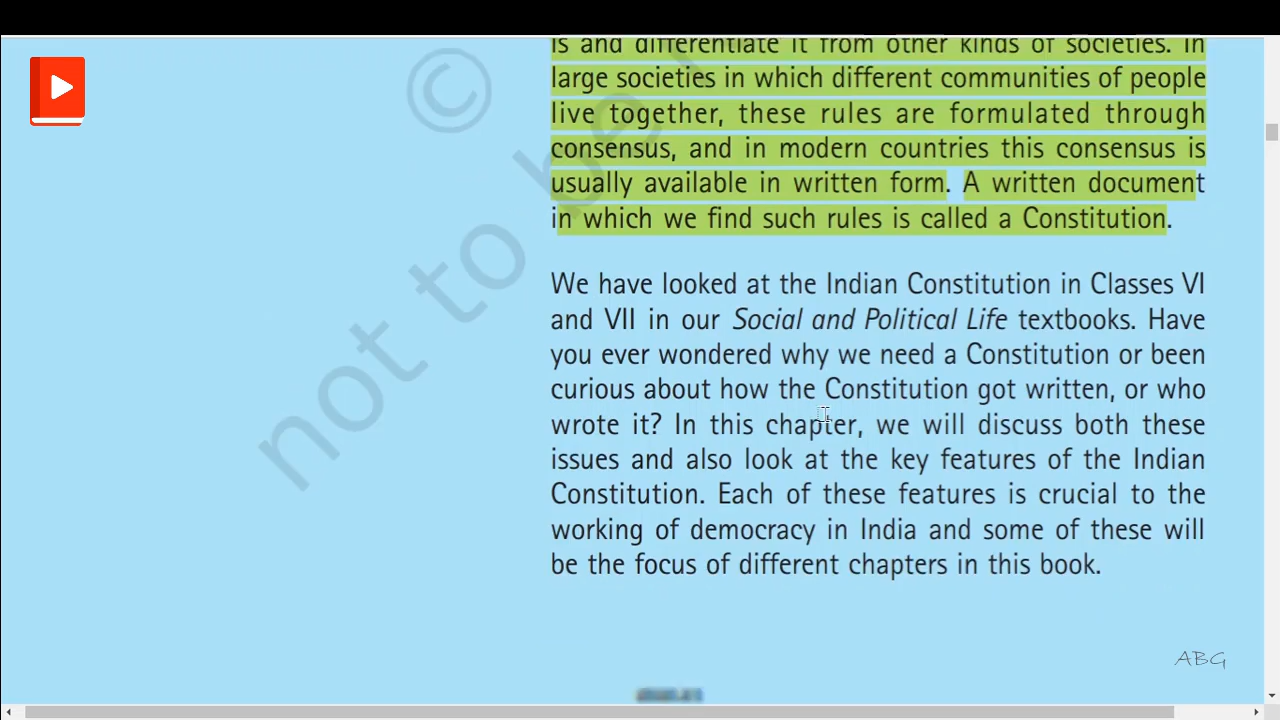 is and differentiate it from other kinds of societies. In
large societies in which different communities of people
live together, these rules are formulated through
consensus, and in modern countries this consensus is
usually available in written form. A written document
in which we find such rules is called a Constitution.
We have looked at the Indian Constitution in Classes VI
and VII in our Social and Political Life textbooks. Have
you ever wondered why we need a Constitution or been
curious about how the Constitution got written, or who
wrote it? In this chapter, we will discuss both these
issues and also look at the key features of the Indian
Constitution. Each of these features is crucial to the
working of democracy in India and some of these will
be the focus of different chapters in this book.
©
not to be
ABG